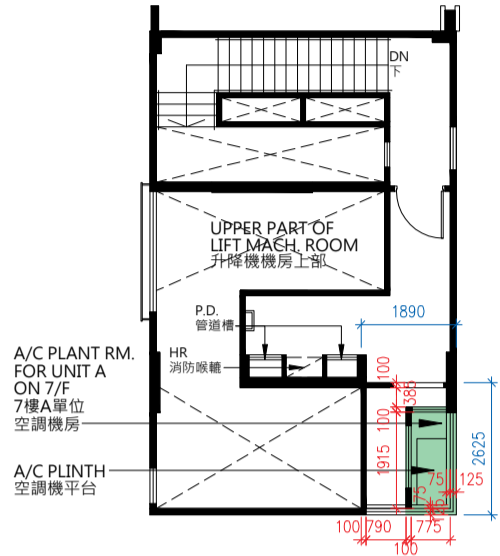 DN
下
UPPER PART OF
LIFT MACH. ROOM
升降機機房上部
P.D.
管道槽
HR
消防喉轆
A/C PLANT RM.
FOR UNIT A
ON 7/F
7樓A單位
空調機房
A/C PLINTH
空調機平台
1890
100
385
100
1915
2625
75
125
75
100
790
775
100